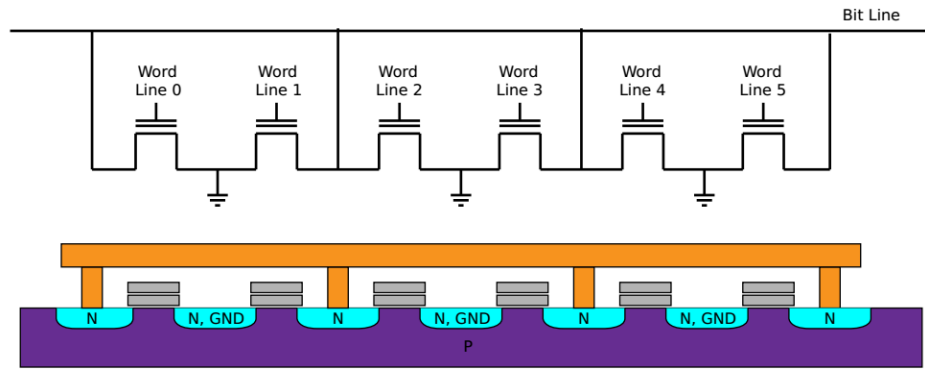 Bit Line
Word
Line 0
Word
Line 1
Word
Line 2
Word
Line 3
Word
Line 4
Word
Line 5
N
N, GND
N
N, GND
N
N, GND
N
P